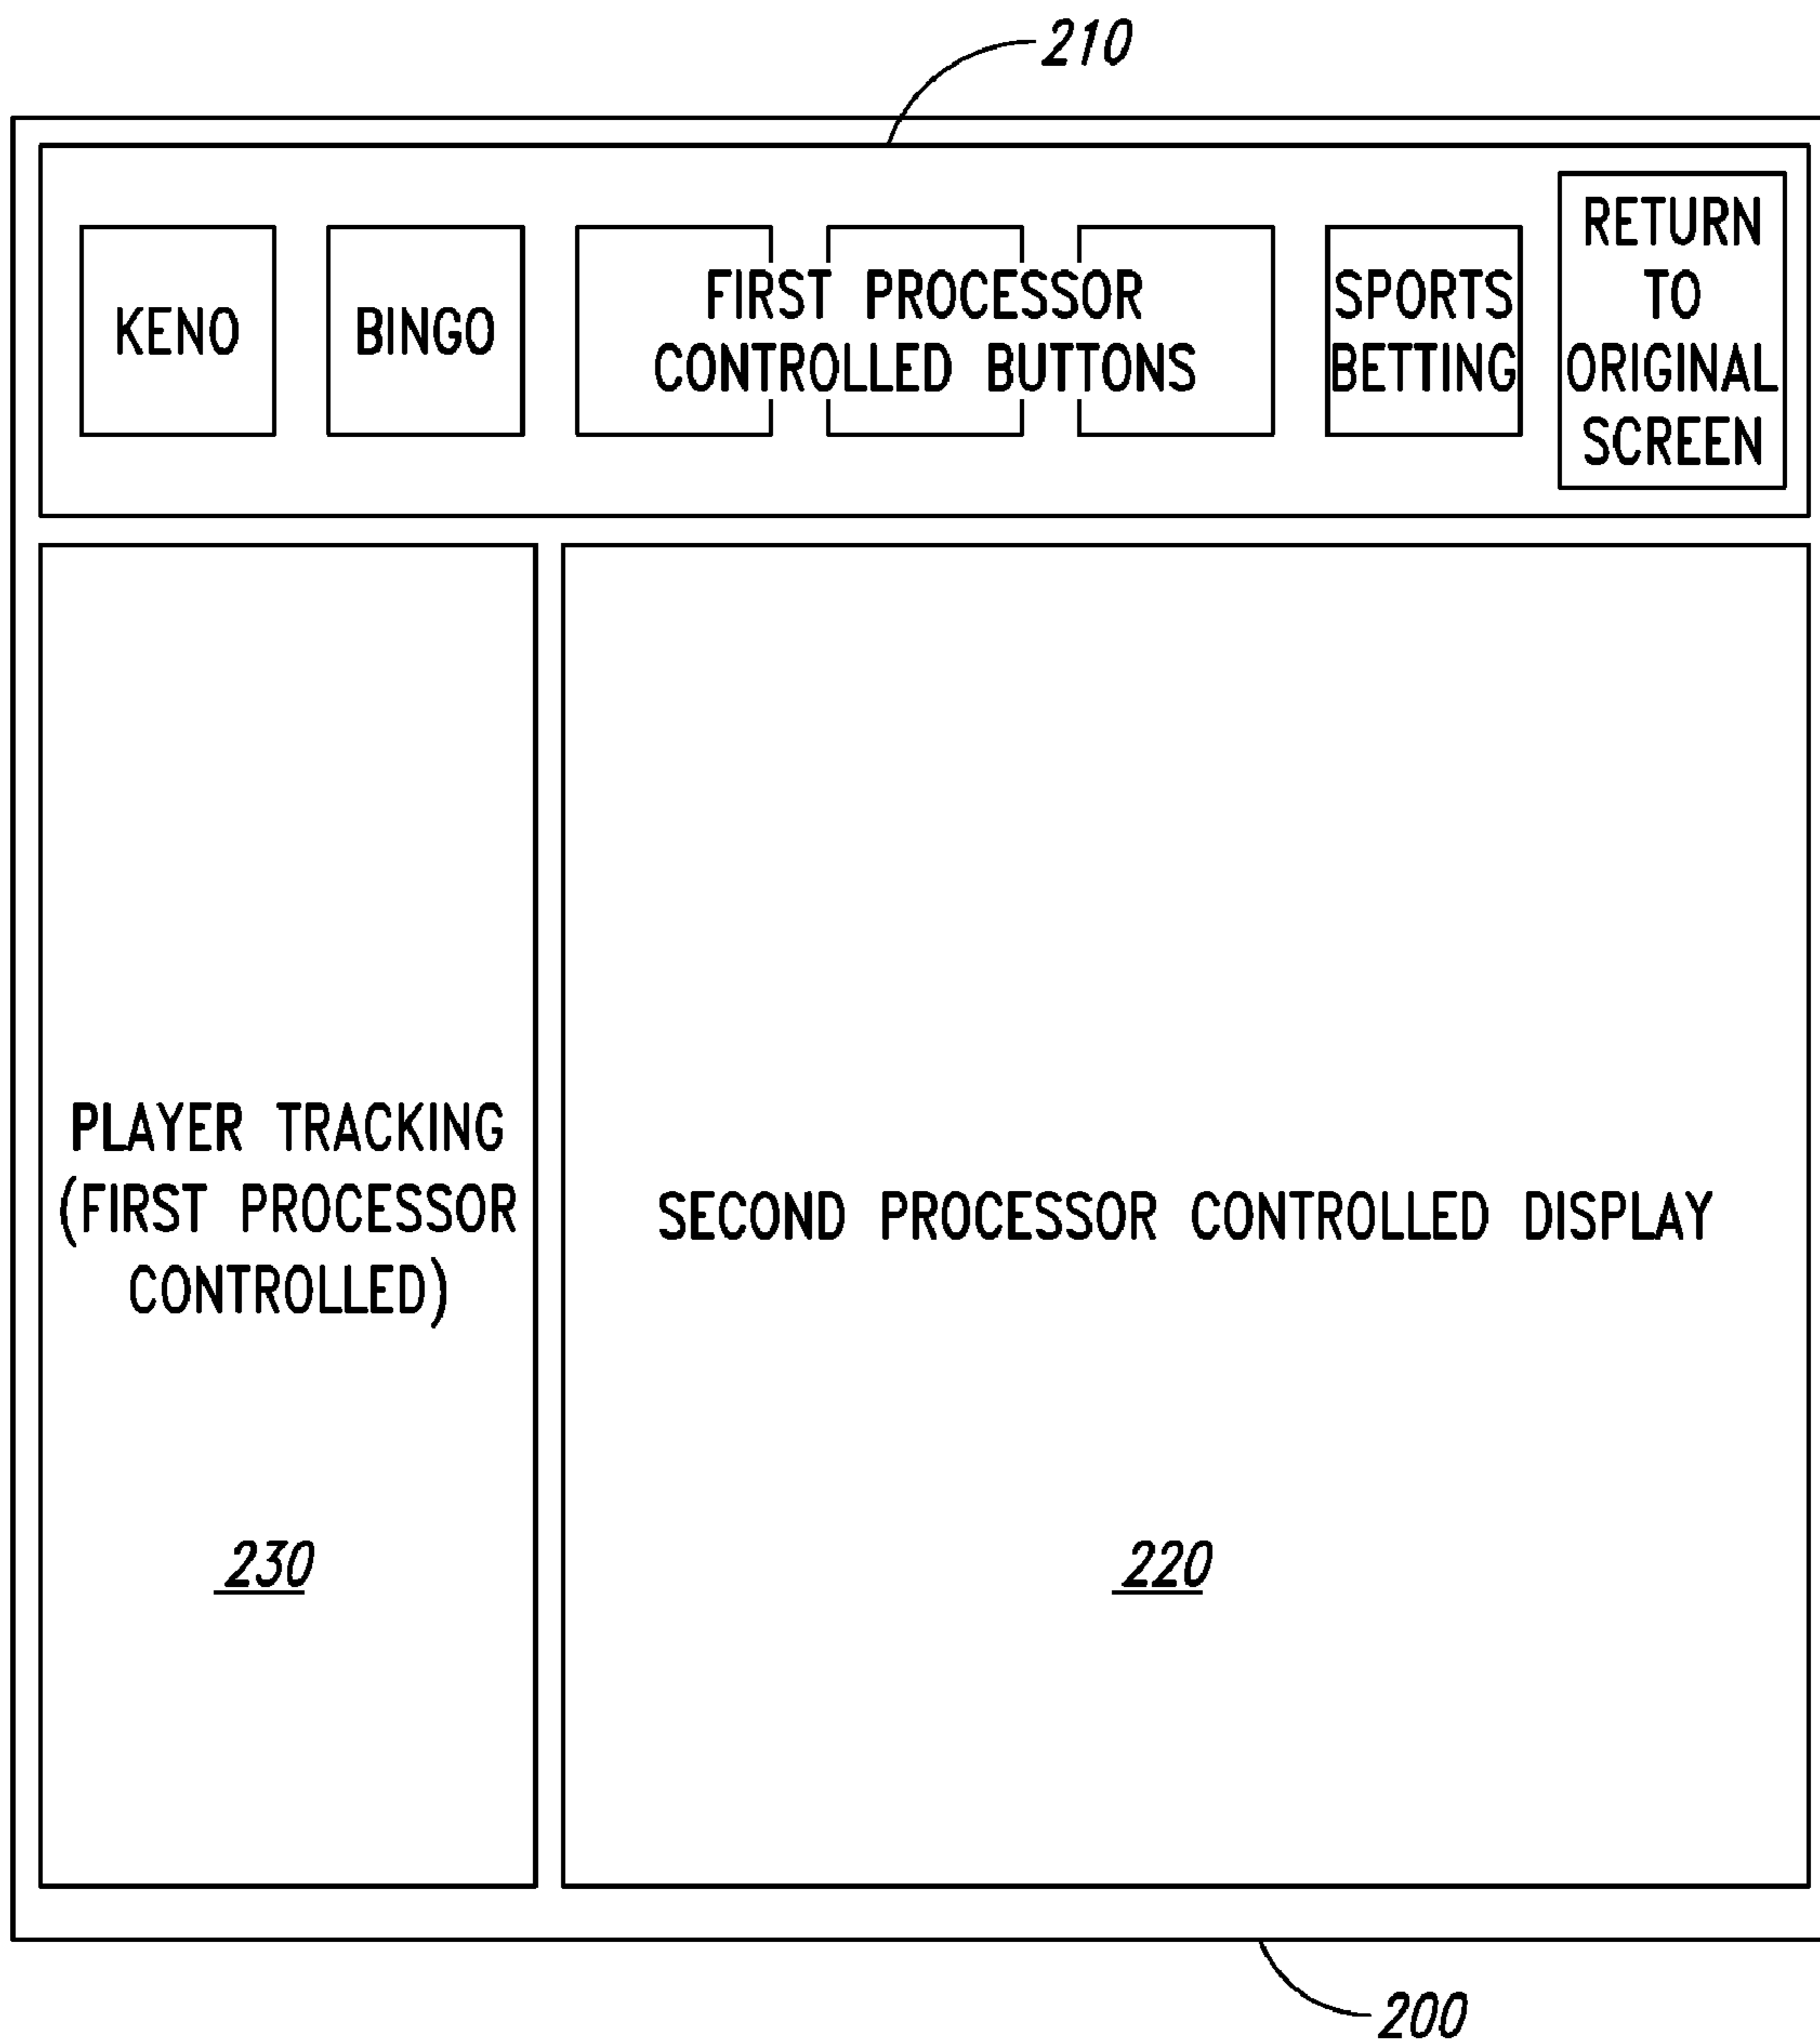 210
KENO
BINGO
FIRST PROCESSOR
CONTROLLED BUTTONS
SPORTS
BETTING
RETURN
TO
ORIGINAL
SCREEN
PLAYER TRACKING
(FIRST PROCESSOR
CONTROLLED)
230
SECOND PROCESSOR CONTROLLED DISPLAY
220
200